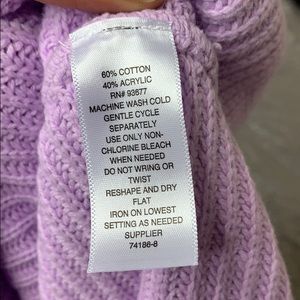 60% COTTON
40% ACRYLIC
RN# 93677
MACHINE WASH COLD
GENTLE CYCLE
SEPARATELY
USE ONLY NON-
CHLORINE BLEACH
WHEN NEEDED
DO NOT WRING OR
TWIST
RESHAPE AND DRY
FLAT
IRON ON LOWEST
SETTING AS NEEDED
SUPPLIER
74186-8